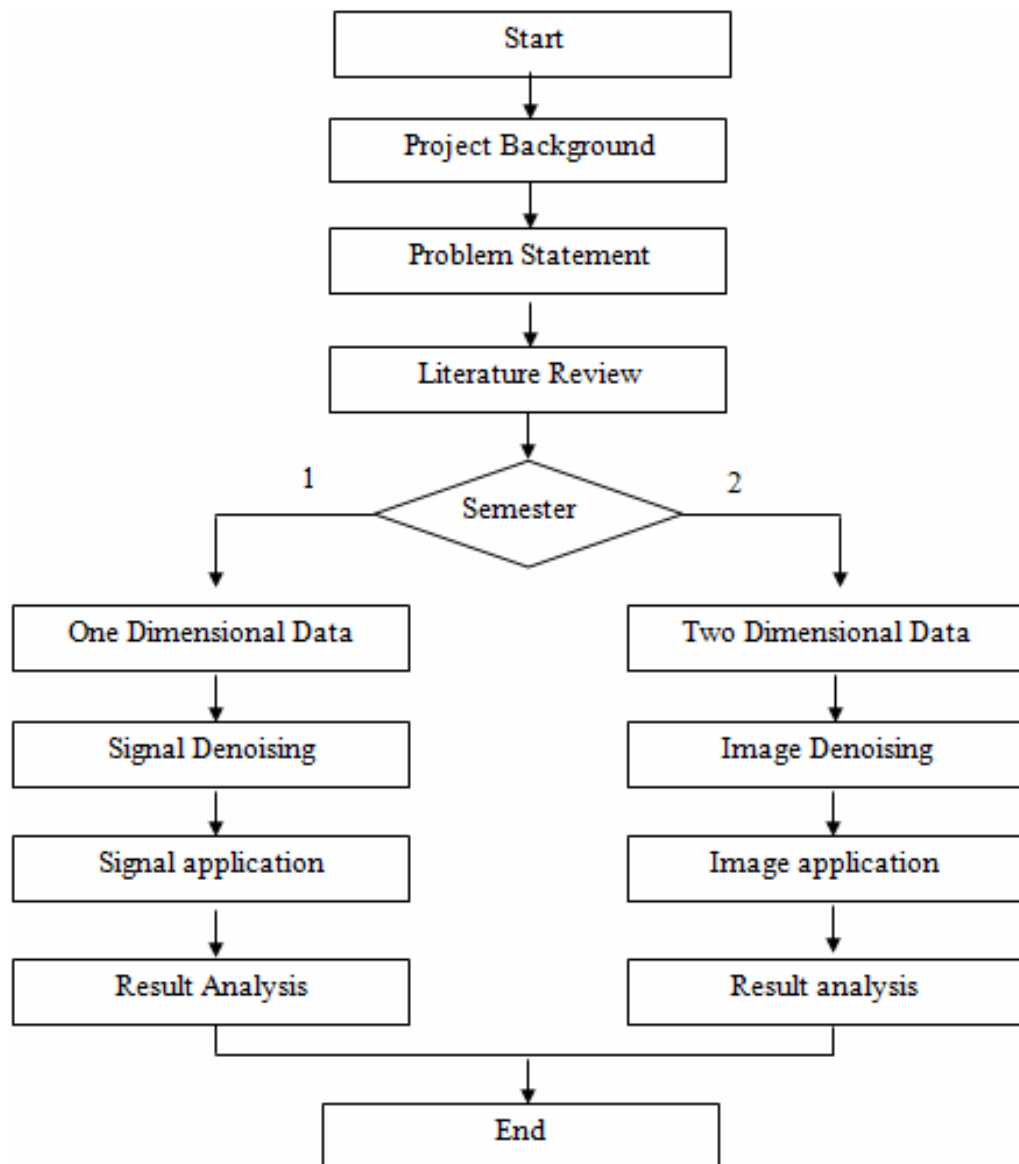 Start
Project Background
Problem Statement
Literature Review
1
2
Semester
One Dimensional Data
Two Dimensional Data
Signal Denoising
Image Denoising
Signal application
Image application
Result Analysis
Result analysis
End